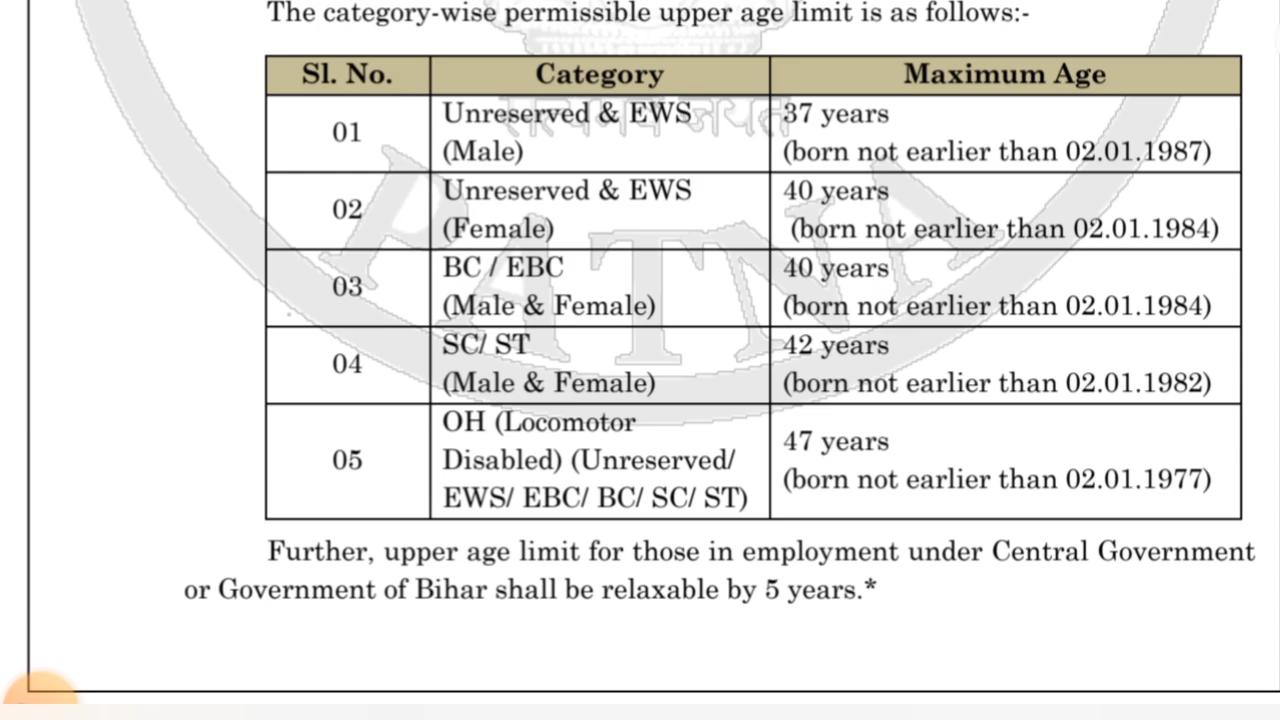 The category-wise permissible upper age limit is as follows:-
Sl. No. Category Maximum Age
01 Unreserved & EWS (Male) 37 years (born not earlier than 02.01.1987)
02 Unreserved & EWS (Female) 40 years (born not earlier than 02.01.1984)
03 BC / EBC (Male & Female) 40 years (born not earlier than 02.01.1984)
04 SC/ ST (Male & Female) 42 years (born not earlier than 02.01.1982)
05 OH (Locomotor Disabled) (Unreserved/ EWS/ EBC/ BC/ SC/ ST) 47 years (born not earlier than 02.01.1977)
Further, upper age limit for those in employment under Central Government
or Government of Bihar shall be relaxable by 5 years.*
सत्यमेव जयते
PATNA